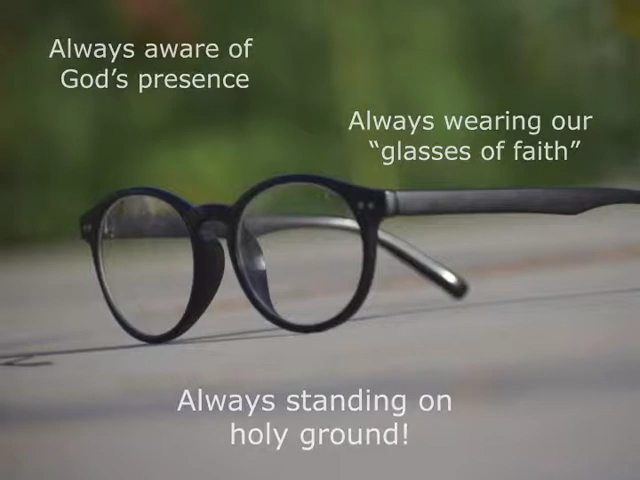 Always aware of
God’s presence
Always wearing our
“glasses of faith”
Always standing on
holy ground!